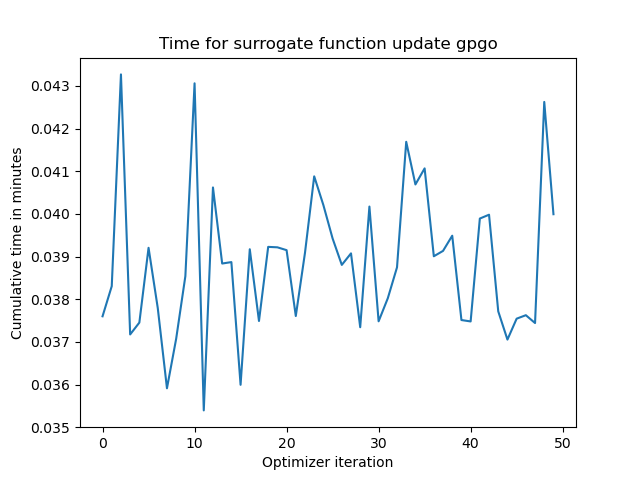 Time for surrogate function update gpgo
0.043
0.042
0.041
0.040
0.039
0.038
0.037
0.036
0.035
Cumulative time in minutes
0 10 20 30 40 50
Optimizer iteration